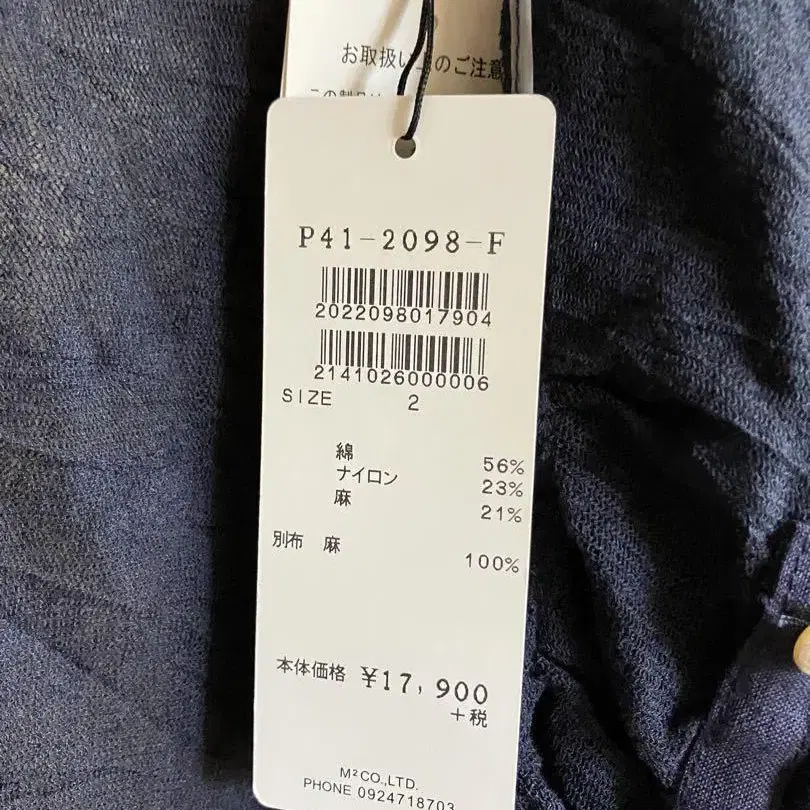 お取扱い上のご注意
P41-2098-F
2022098017904
2141026000006
SIZE 2
綿 56%
ナイロン 23%
麻 21%
別布 麻 100%
本体価格 ¥17,900
+税
M²CO.,LTD.
PHONE 0924718703